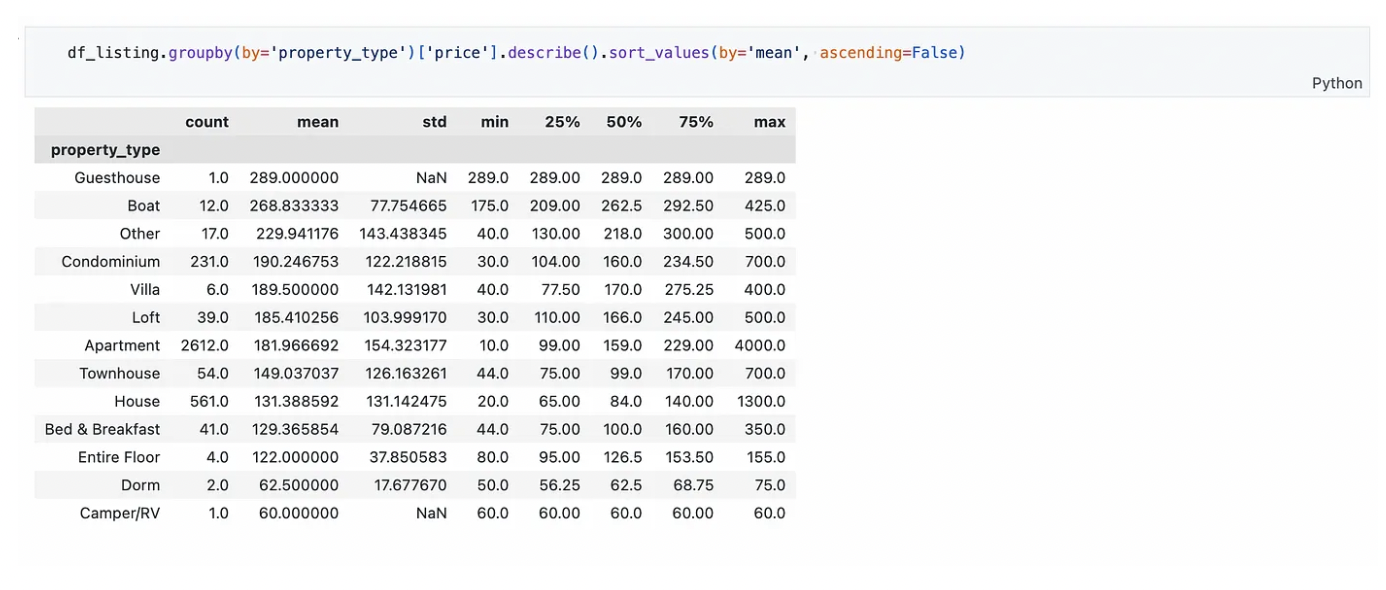 df_listing.groupby(by='property_type')['price'].describe().sort_values(by='mean', ascending=False)
Python
count mean std min 25% 50% 75% max
property_type
Guesthouse 1.0 289.000000 NaN 289.0 289.00 289.0 289.00 289.0
Boat 12.0 268.833333 77.754665 175.0 209.00 262.5 292.50 425.0
Other 17.0 229.941176 143.438345 40.0 130.00 218.0 300.00 500.0
Condominium 231.0 190.246753 122.218815 30.0 104.00 160.0 234.50 700.0
Villa 6.0 189.500000 142.131981 40.0 77.50 170.0 275.25 400.0
Loft 39.0 185.410256 103.999170 30.0 110.00 166.0 245.00 500.0
Apartment 2612.0 181.966692 154.323177 10.0 99.00 159.0 229.00 4000.0
Townhouse 54.0 149.037037 126.163261 44.0 75.00 99.0 170.00 700.0
House 561.0 131.388592 131.142475 20.0 65.00 84.0 140.00 1300.0
Bed & Breakfast 41.0 129.365854 79.087216 44.0 75.00 100.0 160.00 350.0
Entire Floor 4.0 122.000000 37.850583 80.0 95.00 126.5 153.50 155.0
Dorm 2.0 62.500000 17.677670 50.0 56.25 62.5 68.75 75.0
Camper/RV 1.0 60.000000 NaN 60.0 60.00 60.0 60.00 60.0